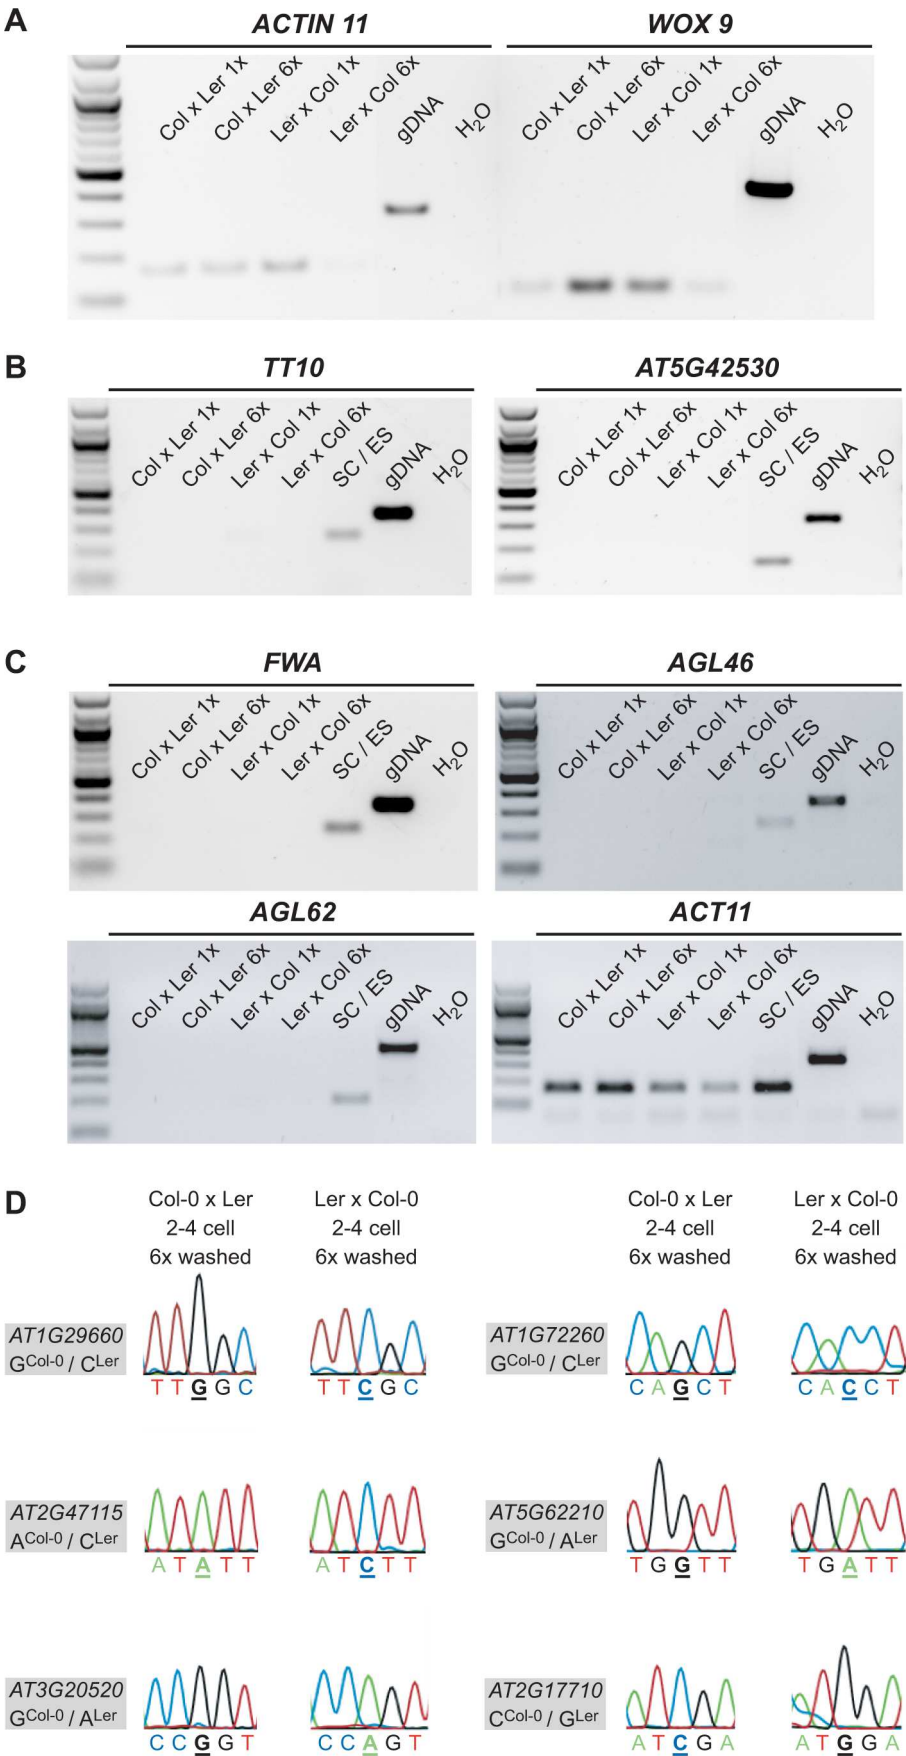 A
ACTIN 11
WOX 9
Col x Ler 1x
Col x Ler 6x
Ler x Col 1x
Ler x Col 6x
gDNA
H2O
Col x Ler 1x
Col x Ler 6x
Ler x Col 1x
Ler x Col 6x
gDNA
H2O
B
TT10
AT5G42530
Col x Ler 1x
Col x Ler 6x
Ler x Col 1x
Ler x Col 6x
SC / ES
gDNA
H2O
Col x Ler 1x
Col x Ler 6x
Ler x Col 1x
Ler x Col 6x
SC / ES
gDNA
H2O
C
FWA
AGL46
Col x Ler 1x
Col x Ler 6x
Ler x Col 1x
Ler x Col 6x
SC / ES
gDNA
H2O
Col x Ler 1x
Col x Ler 6x
Ler x Col 1x
Ler x Col 6x
SC / ES
gDNA
H2O
AGL62
ACT11
Col x Ler 1x
Col x Ler 6x
Ler x Col 1x
Ler x Col 6x
SC / ES
gDNA
H2O
Col x Ler 1x
Col x Ler 6x
Ler x Col 1x
Ler x Col 6x
SC / ES
gDNA
H2O
D
Col-0 x Ler
2-4 cell
6x washed
Ler x Col-0
2-4 cell
6x washed
Col-0 x Ler
2-4 cell
6x washed
Ler x Col-0
2-4 cell
6x washed
AT1G29660
GCol-0 / CLer
T T G G C
T T C G C
AT1G72260
GCol-0 / CLer
C A G C T
C A C C T
AT2G47115
ACol-0 / CLer
A T A T T
A T C T T
AT5G62210
GCol-0 / ALer
T G G T T
T G A T T
AT3G20520
GCol-0 / ALer
C C G G T
C C A G T
AT2G17710
CCol-0 / GLer
A T C G A
A T G G A